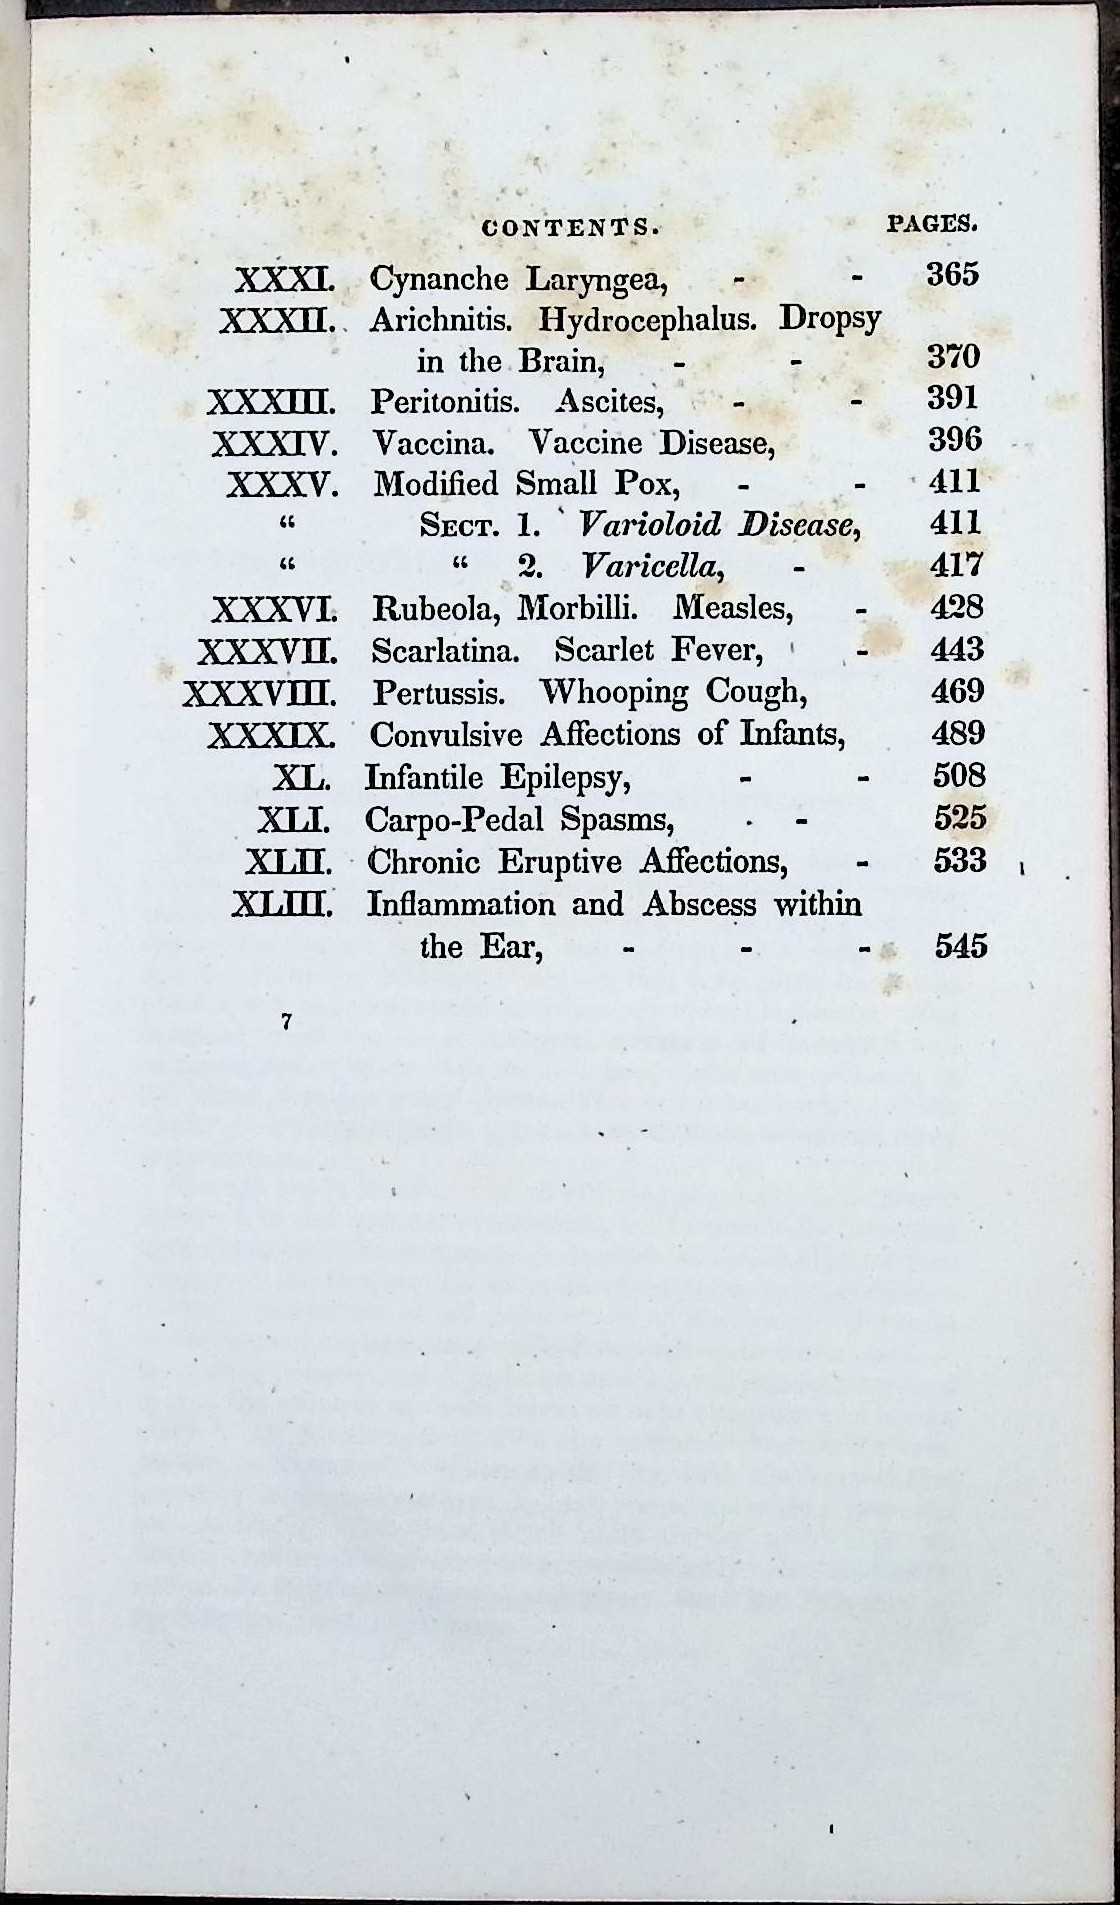 CONTENTS. PAGES.
XXXI. Cynanche Laryngea, - - 365
XXXII. Arichnitis. Hydrocephalus. Dropsy
in the Brain, - - 370
XXXIII. Peritonitis. Ascites, - - 391
XXXIV. Vaccina. Vaccine Disease, 396
XXXV. Modified Small Pox, - - 411
“ SECT. 1. Varioloid Disease, 411
“ “ 2. Varicella, - 417
XXXVI. Rubeola, Morbilli. Measles, - 428
XXXVII. Scarlatina. Scarlet Fever, - 443
XXXVIII. Pertussis. Whooping Cough, 469
XXXIX. Convulsive Affections of Infants, 489
XL. Infantile Epilepsy, - - 508
XLI. Carpo-Pedal Spasms, - 525
XLII. Chronic Eruptive Affections, - 533
XLIII. Inflammation and Abscess within
the Ear, - - - 545
7